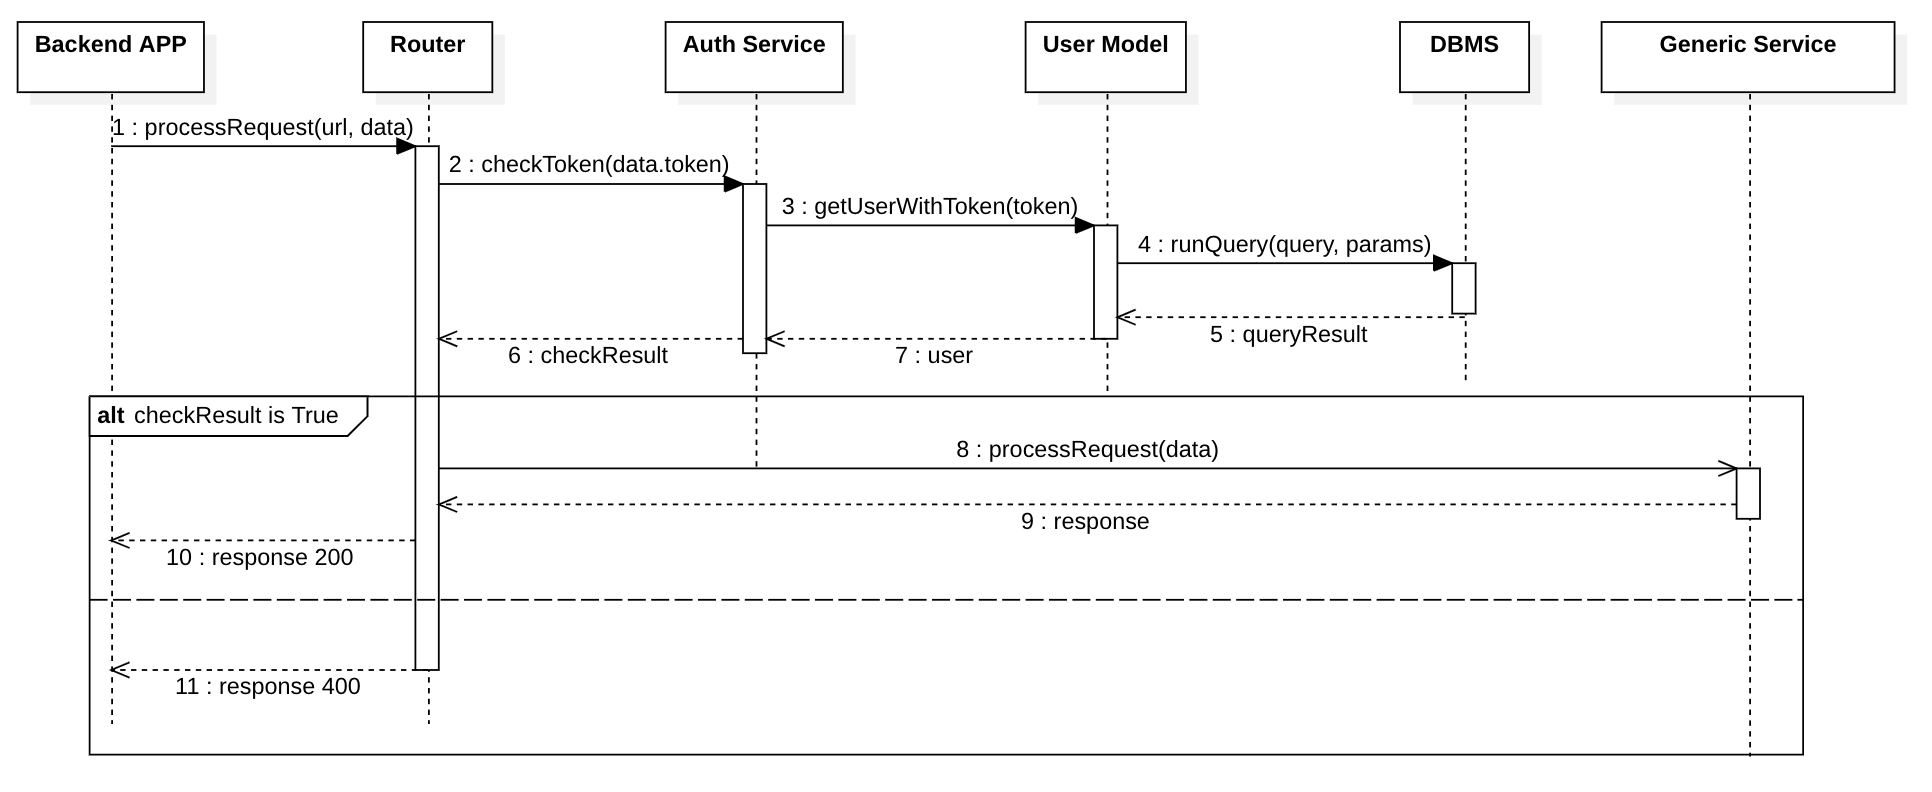 Backend APP
Router
Auth Service
User Model
DBMS
Generic Service
1 : processRequest(url, data)
2 : checkToken(data.token)
3 : getUserWithToken(token)
4 : runQuery(query, params)
5 : queryResult
6 : checkResult
7 : user
alt checkResult is True
8 : processRequest(data)
9 : response
10 : response 200
11 : response 400